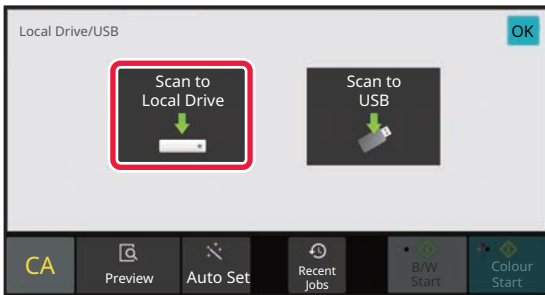 Local Drive/USB
OK
Scan to
Local Drive
Scan to
USB
CA
Preview
Auto Set
Recent
Jobs
B/W
Start
Colour
Start